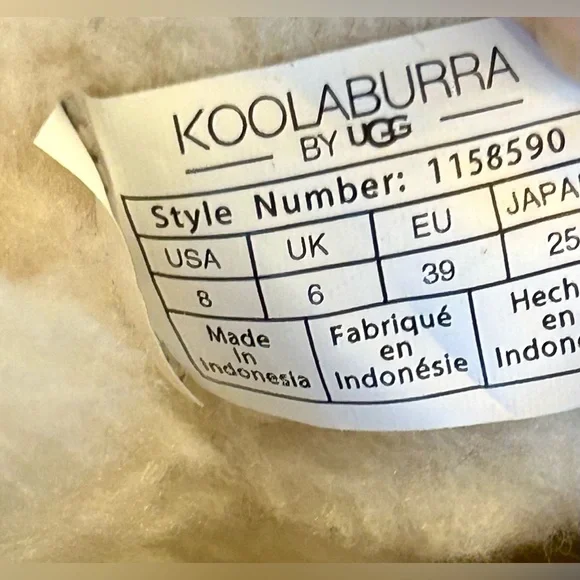 KOOLABURRA
BY UGG
Style Number: 1158590
USA UK EU
8 6 39 25
Made Fabriqué
in en en
Indonesia Indonésie